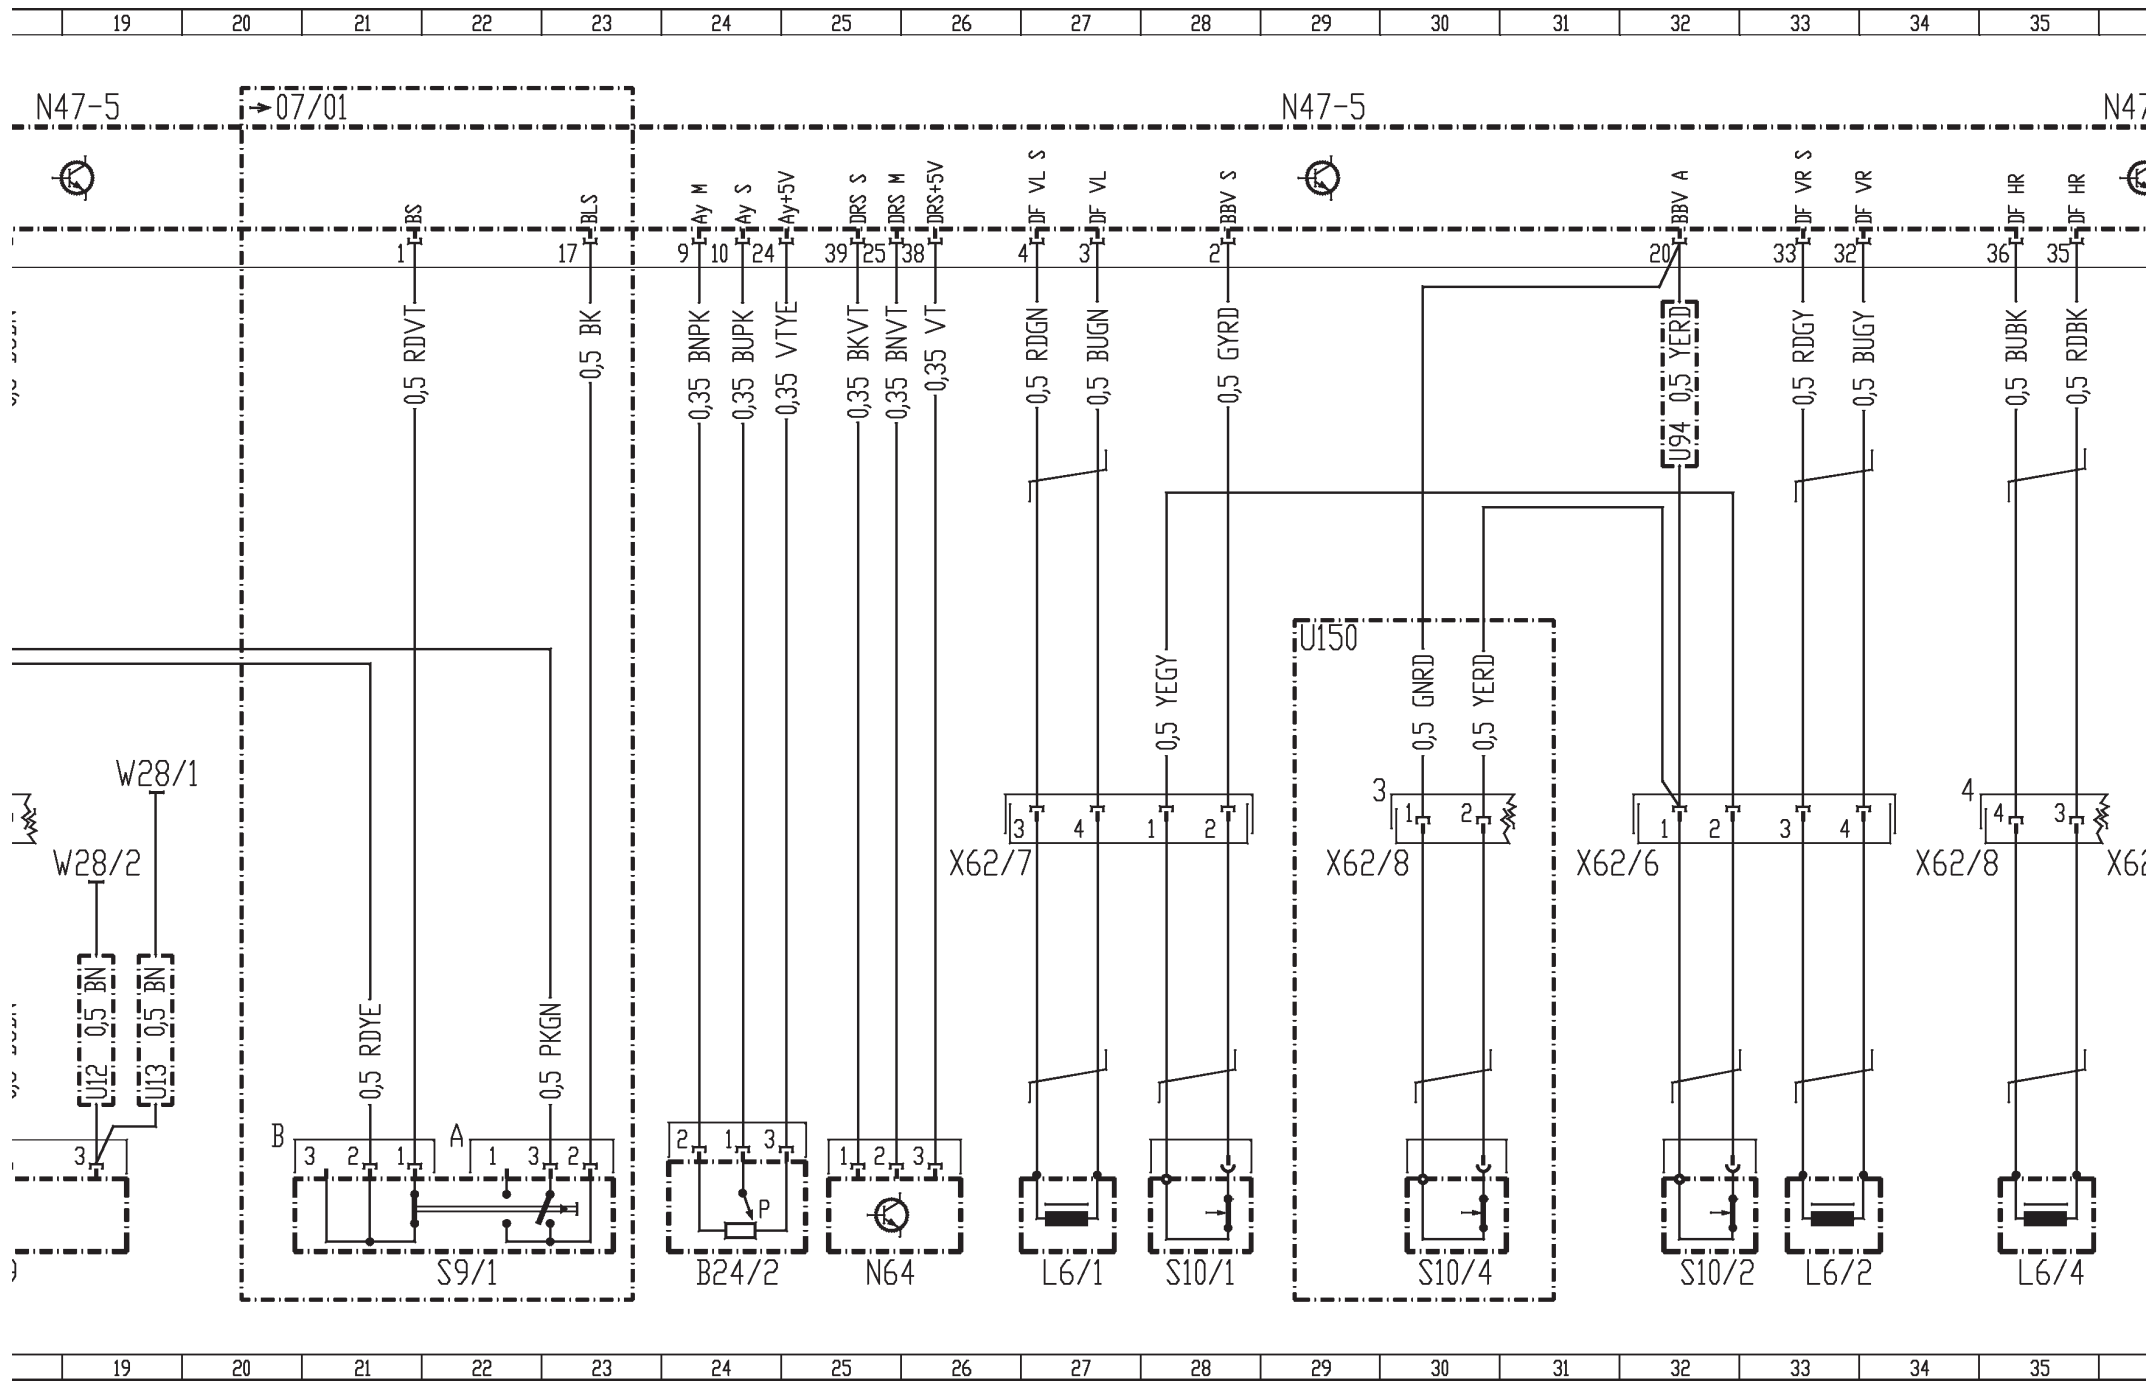 19 20 21 22 23 24 25 26 27 28 29 30 31 32 33 34 35
N47-5 → 07/01 N47-5 N47
BS BLS Ay M Ay S Ay+5V DRS S DRS M DRS+5V DF VL S DF VL BBV S BBV A DF VR S DF VR DF HR DF HR
1 17 9 10 24 39 25 38 4 3 2 20 33 32 36 35
0,5 RDVT
0,5 BK
0,35 BNPK
0,35 BUPK
0,35 VTYE
0,35 BKVT
0,35 BNVT
0,35 VT
0,5 RDGN
0,5 BUGN
0,5 GYRD
U94 0,5 YERD
0,5 RDGY
0,5 BUGY
0,5 BUBK
0,5 RDBK
U150
0,5 YEGY
0,5 GNRD
0,5 YERD
W28/1
3 4
3 4 1 2 1 2 1 2 3 4 4 3
W28/2 X62/7 X62/8 X62/6 X62/8 X62
U12 0,5 BN
U13 0,5 BN
0,5 RDYE
0,5 PKGN
B A
3 3 2 1 1 3 2 2 1 3 1 2 3
P
S9/1 B24/2 N64 L6/1 S10/1 S10/4 S10/2 L6/2 L6/4
19 20 21 22 23 24 25 26 27 28 29 30 31 32 33 34 35